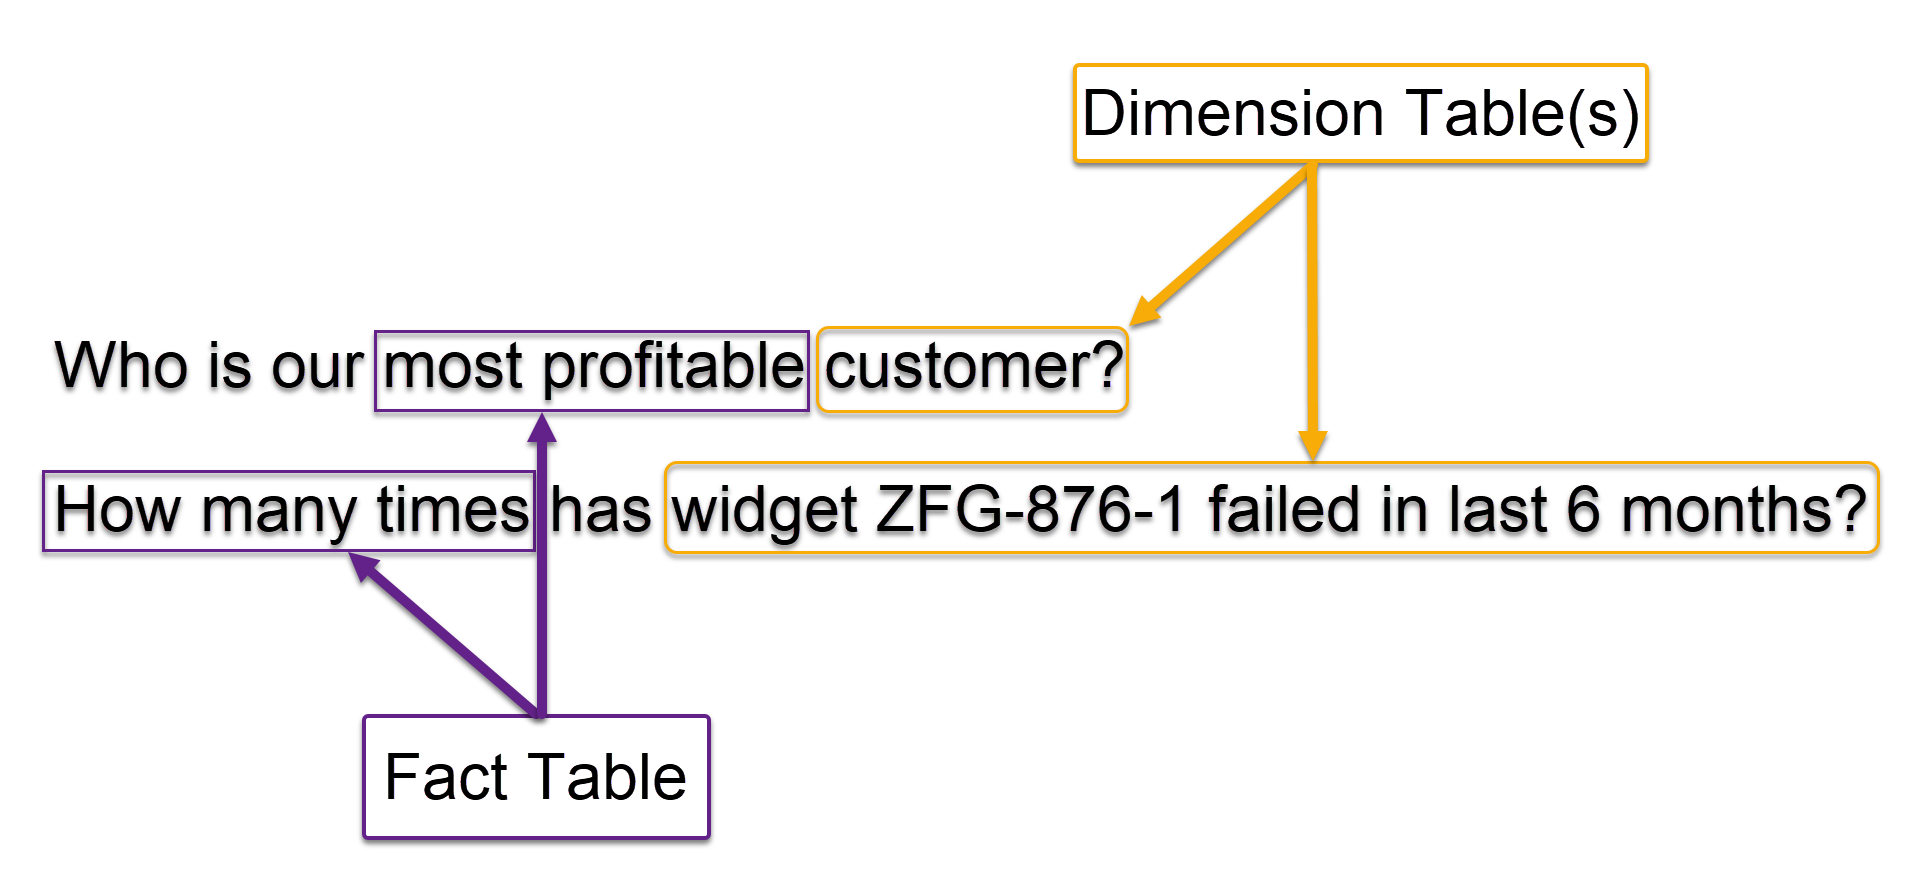 Dimension Table(s)
Who is our most profitable customer?
How many times has widget ZFG-876-1 failed in last 6 months?
Fact Table